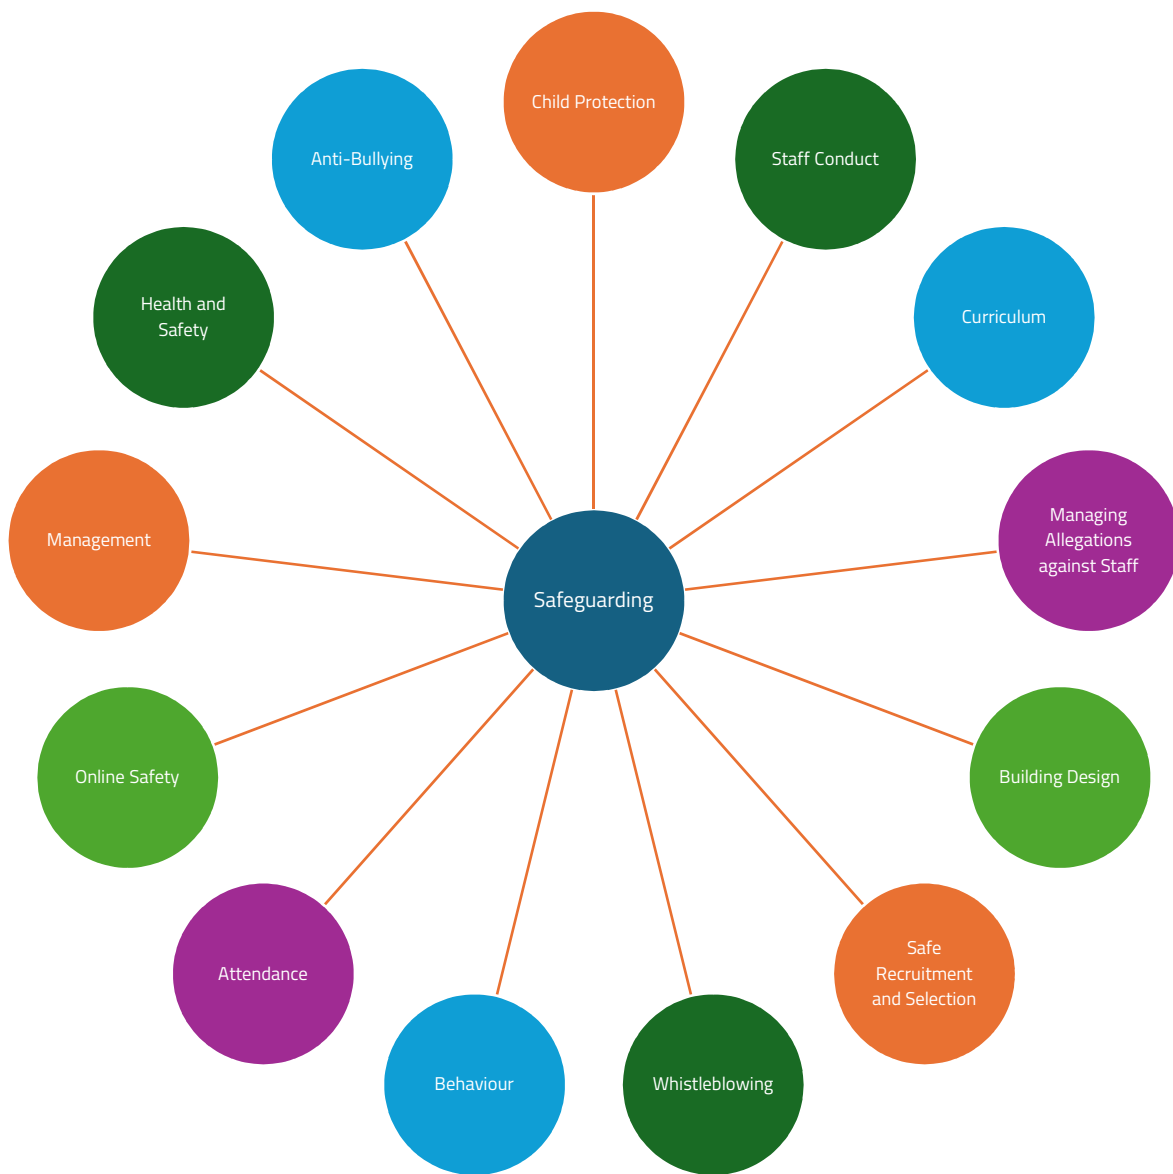 Child Protection
Anti-Bullying
Staff Conduct
Health and
Safety
Curriculum
Management
Managing
Allegations
against Staff
Safeguarding
Online Safety
Building Design
Attendance
Safe
Recruitment
and Selection
Behaviour
Whistleblowing